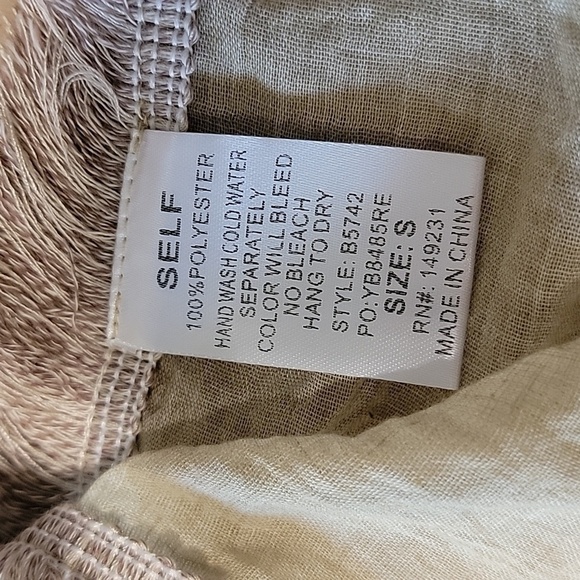 SELF
100%POLYESTER
HAND WASH COLD WATER
SEPARATELY
COLOR WILL BLEED
NO BLEACH
HANG TO DRY
STYLE: B5742
PO:YB8485RE
SIZE:S
RN#: 149231
MADE IN CHINA